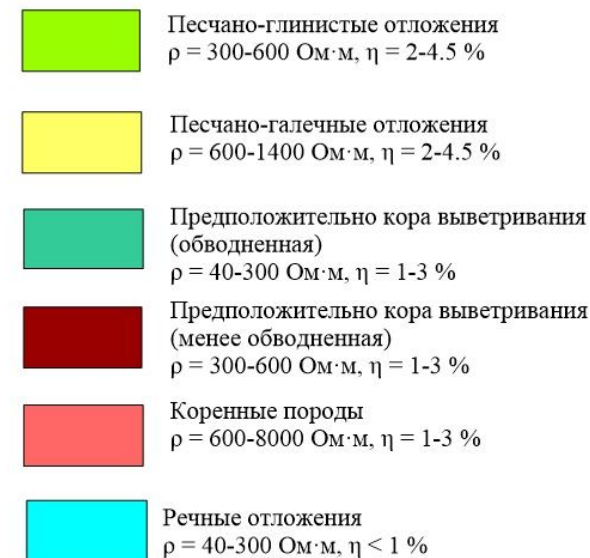 Песчано-глинистые отложения
ρ = 300-600 Ом·м, η = 2-4.5 %
Песчано-галечные отложения
ρ = 600-1400 Ом·м, η = 2-4.5 %
Предположительно кора выветривания
(обводненная)
ρ = 40-300 Ом·м, η = 1-3 %
Предположительно кора выветривания
(менее обводненная)
ρ = 300-600 Ом·м, η = 1-3 %
Коренные породы
ρ = 600-8000 Ом·м, η = 1-3 %
Речные отложения
ρ = 40-300 Ом·м, η < 1 %